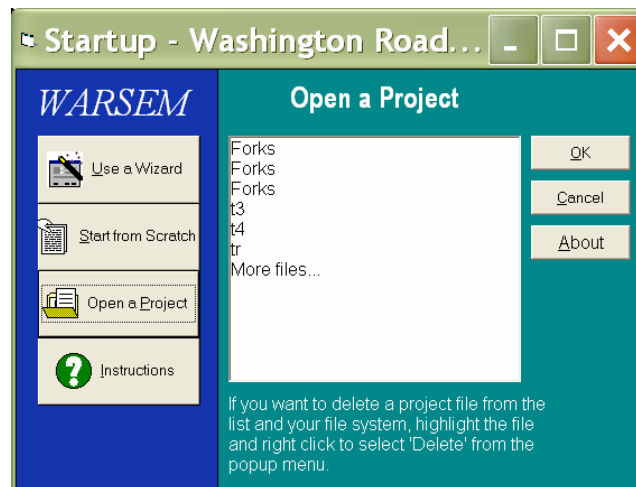 Startup - Washington Road...
WARSEM
Use a Wizard
Start from Scratch
Open a Project
Instructions
Open a Project
Forks
Forks
Forks
t3
t4
tr
More files...
OK
Cancel
About
If you want to delete a project file from the
list and your file system, highlight the file
and right click to select 'Delete' from the
popup menu.